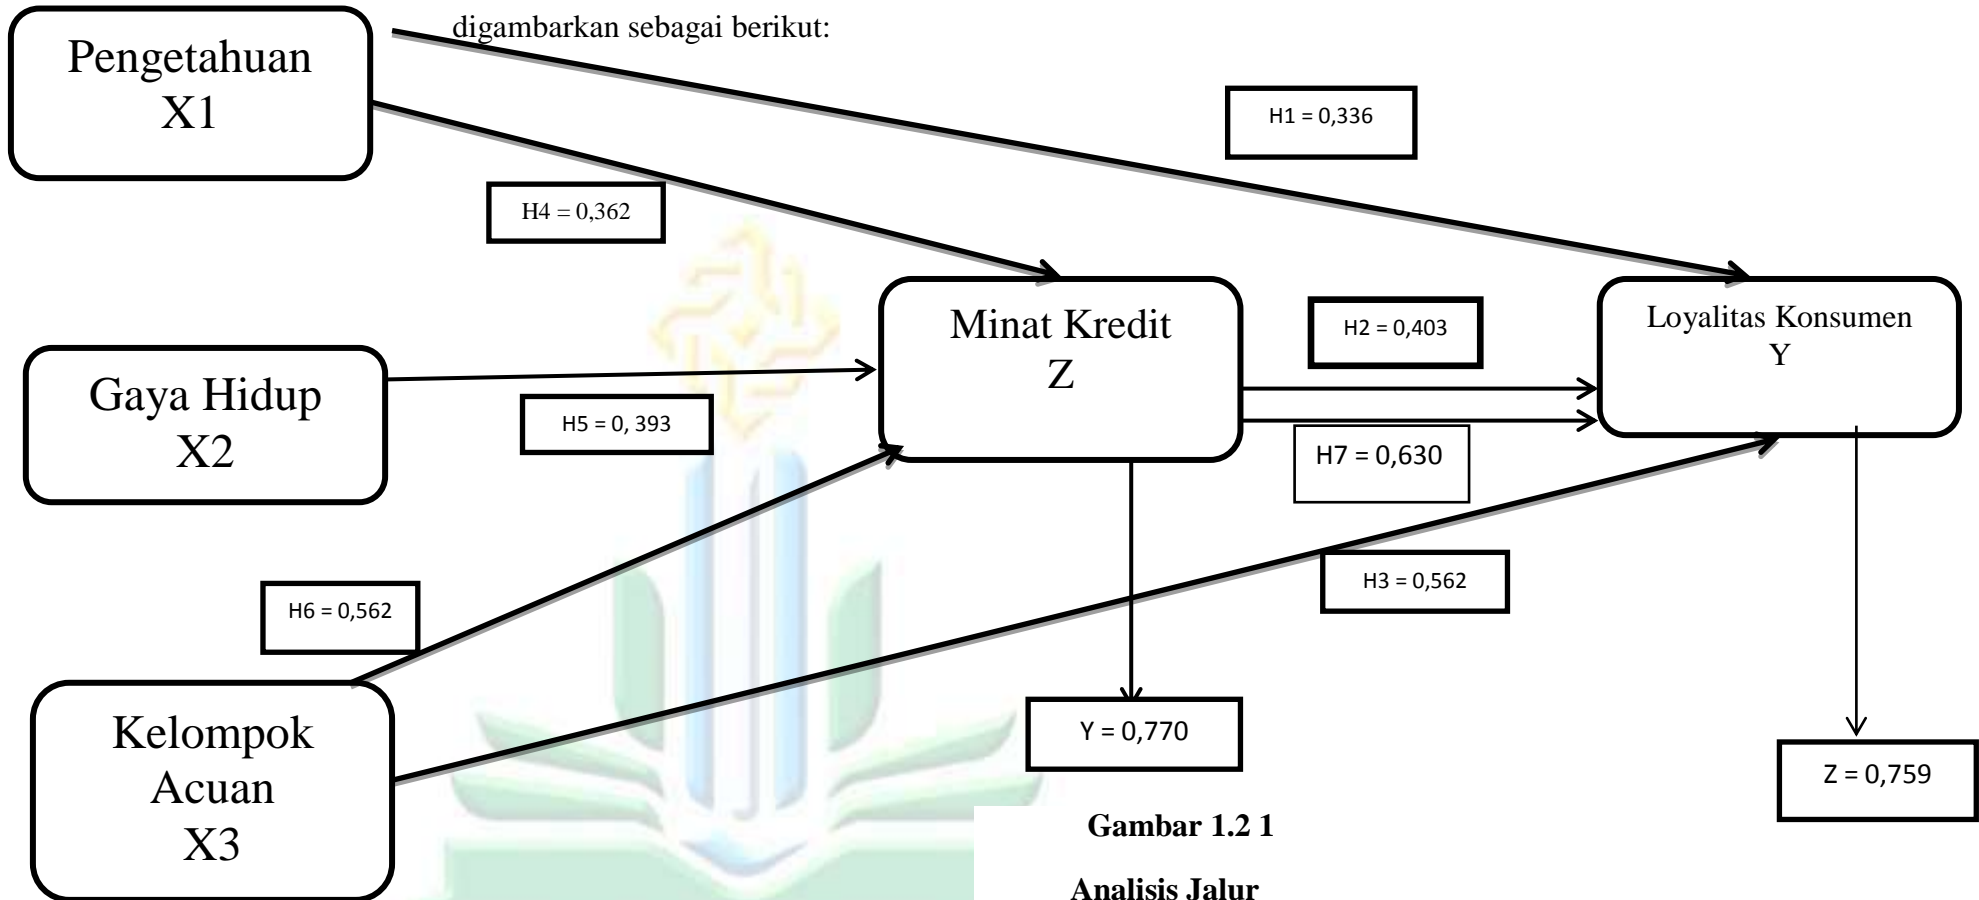 digambarkan sebagai berikut:
Pengetahuan
X1
H1 = 0,336
H4 = 0,362
Minat Kredit
Z
H2 = 0,403
Loyalitas Konsumen
Y
Gaya Hidup
X2
H5 = 0, 393
H7 = 0,630
H3 = 0,562
H6 = 0,562
Kelompok
Acuan
X3
Y = 0,770
Z = 0,759
Gambar 1.2 1
Analisis Jalur